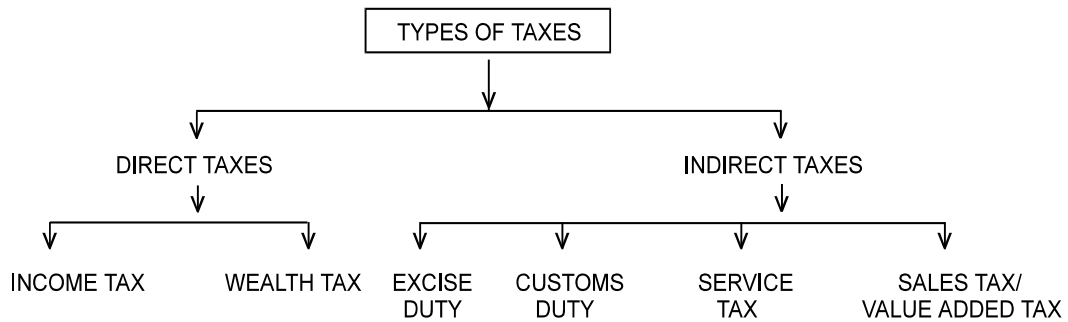 TYPES OF TAXES
DIRECT TAXES
INDIRECT TAXES
INCOME TAX
WEALTH TAX
EXCISE
DUTY
CUSTOMS
DUTY
SERVICE
TAX
SALES TAX/
VALUE ADDED TAX